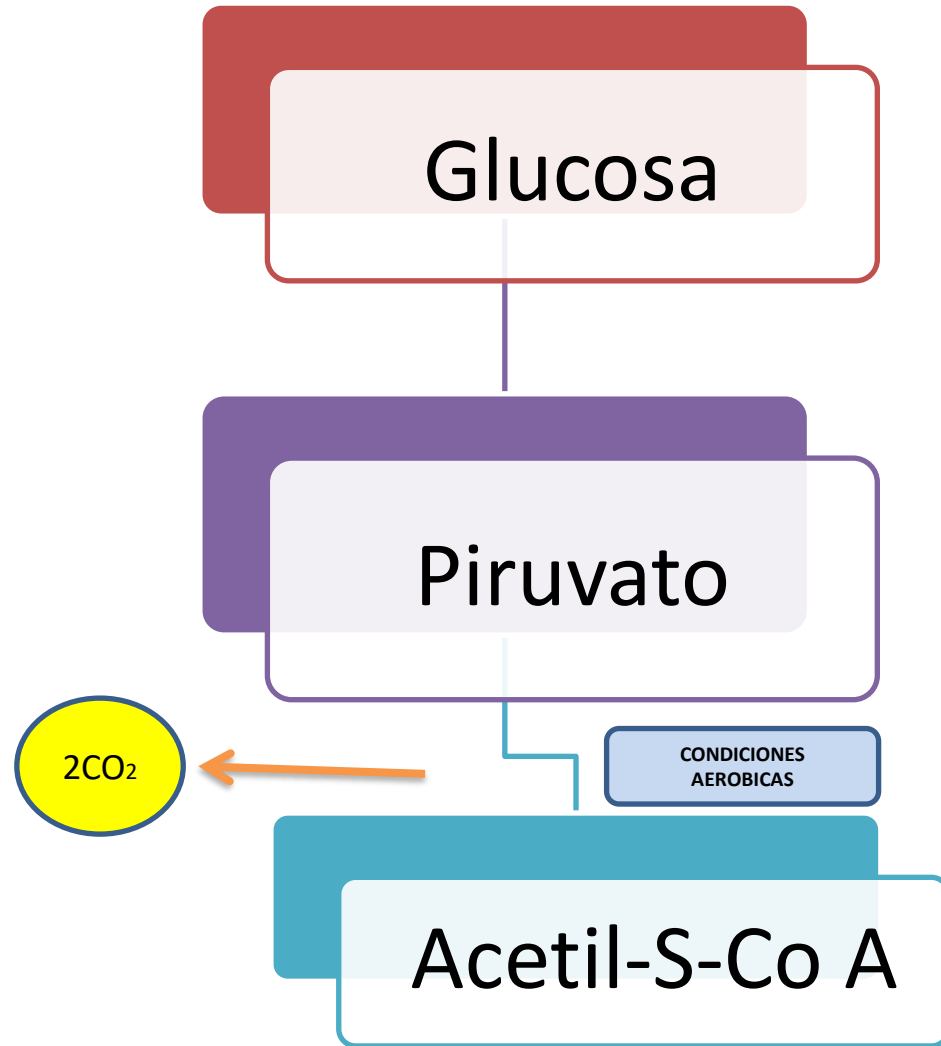 Glucosa
Piruvato
2CO₂
CONDICIONES
AEROBICAS
Acetil-S-Co A